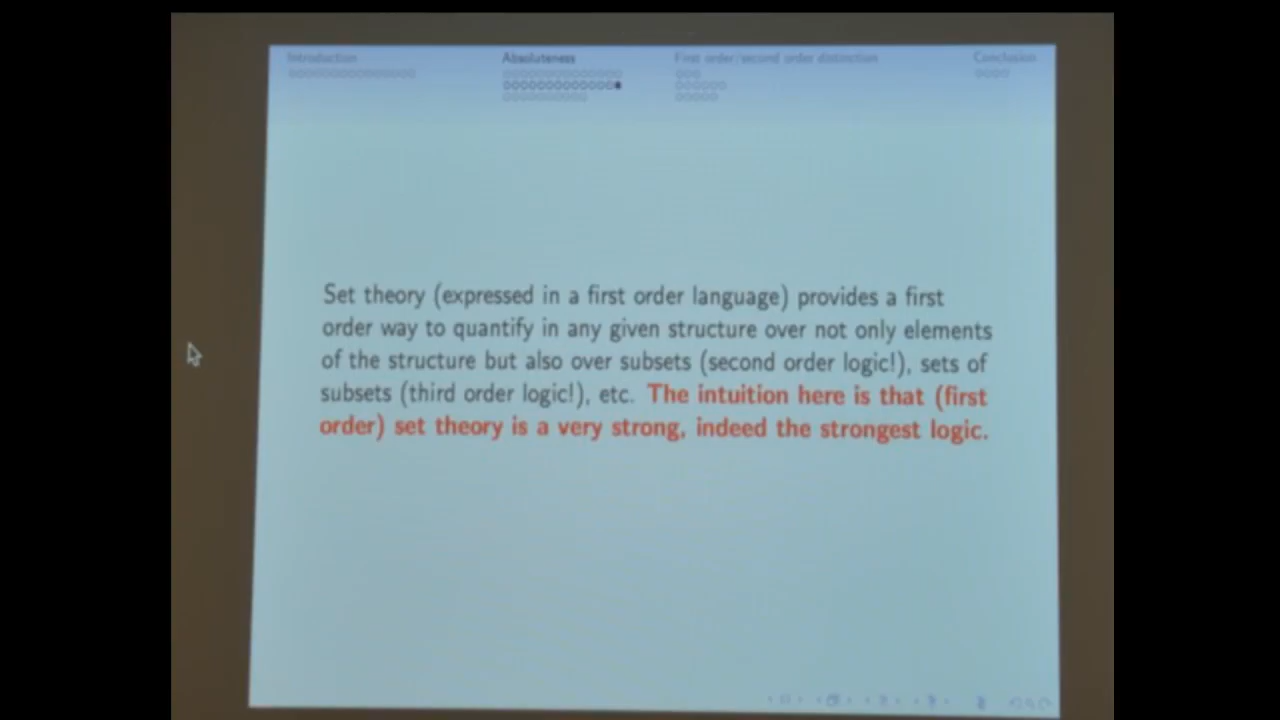 Introduction
Absoluteness
First order/second order distinction
Conclusion
Set theory (expressed in a first order language) provides a first
order way to quantify in any given structure over not only elements
of the structure but also over subsets (second order logic!), sets of
subsets (third order logic!), etc. The intuition here is that (first
order) set theory is a very strong, indeed the strongest logic.